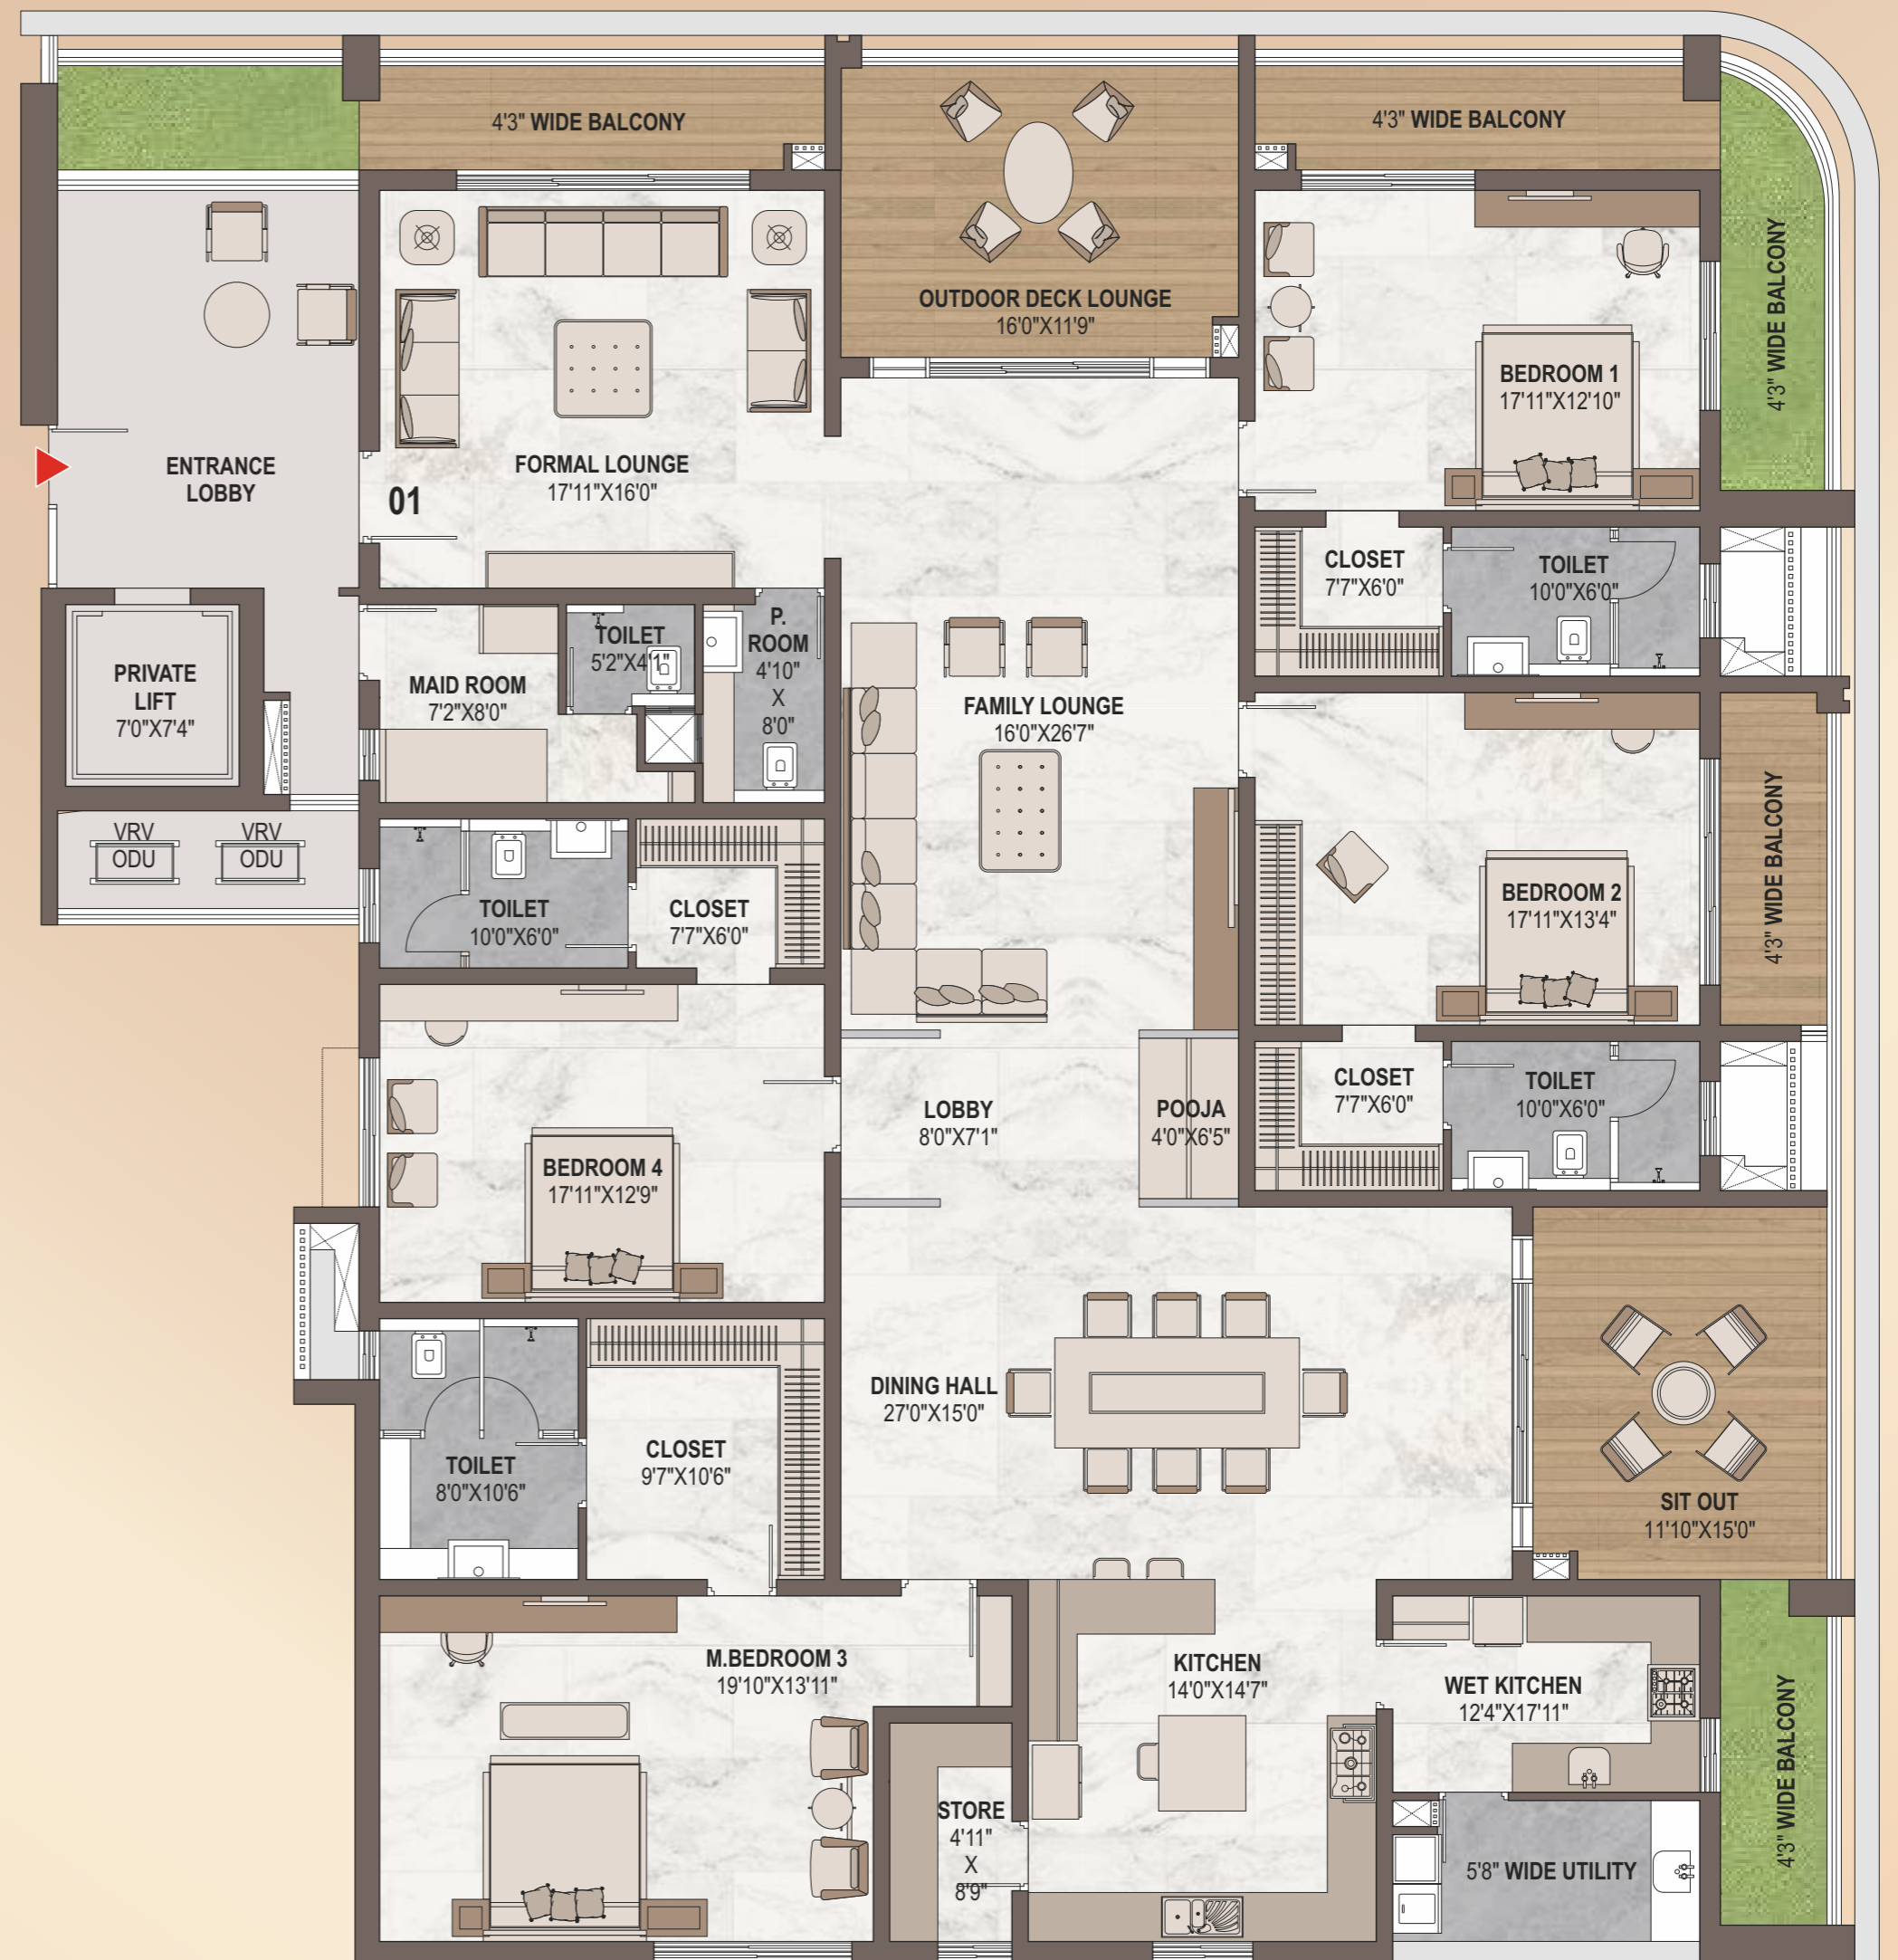 4'3" WIDE BALCONY
4'3" WIDE BALCONY
OUTDOOR DECK LOUNGE
16'0"X11'9"
4'3" WIDE BALCONY
BEDROOM 1
17'11"X12'10"
ENTRANCE
LOBBY
FORMAL LOUNGE
17'11"X16'0"
01
CLOSET
7'7"X6'0"
TOILET
10'0"X6'0"
PRIVATE
LIFT
7'0"X7'4"
MAID ROOM
7'2"X8'0"
TOILET
5'2"X4'1"
P.
ROOM
4'10"
X
8'0"
FAMILY LOUNGE
16'0"X26'7"
4'3" WIDE BALCONY
VRV
ODU
VRV
ODU
TOILET
10'0"X6'0"
CLOSET
7'7"X6'0"
BEDROOM 2
17'11"X13'4"
LOBBY
8'0"X7'1"
POOJA
4'0"X6'5"
CLOSET
7'7"X6'0"
TOILET
10'0"X6'0"
BEDROOM 4
17'11"X12'9"
DINING HALL
27'0"X15'0"
TOILET
8'0"X10'6"
CLOSET
9'7"X10'6"
SIT OUT
11'10"X15'0"
M.BEDROOM 3
19'10"X13'11"
KITCHEN
14'0"X14'7"
WET KITCHEN
12'4"X17'11"
4'3" WIDE BALCONY
STORE
4'11"
X
8'9"
5'8" WIDE UTILITY